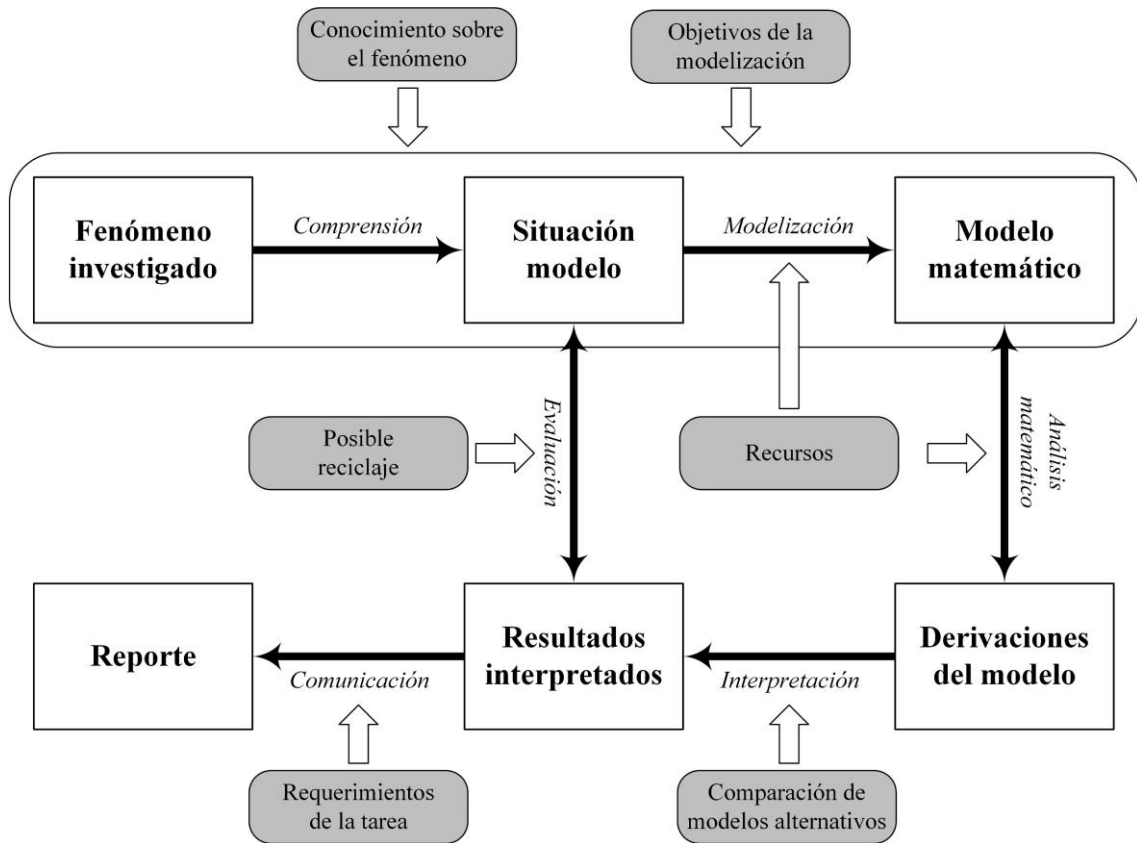 Conocimiento sobre
el fenómeno
Objetivos de la
modelización
Fenómeno
investigado
Comprensión
Situación
modelo
Modelización
Modelo
matemático
Posible
reciclaje
Evaluación
Recursos
Análisis
matemático
Reporte
Comunicación
Resultados
interpretados
Interpretación
Derivaciones
del modelo
Requerimientos
de la tarea
Comparación de
modelos alternativos